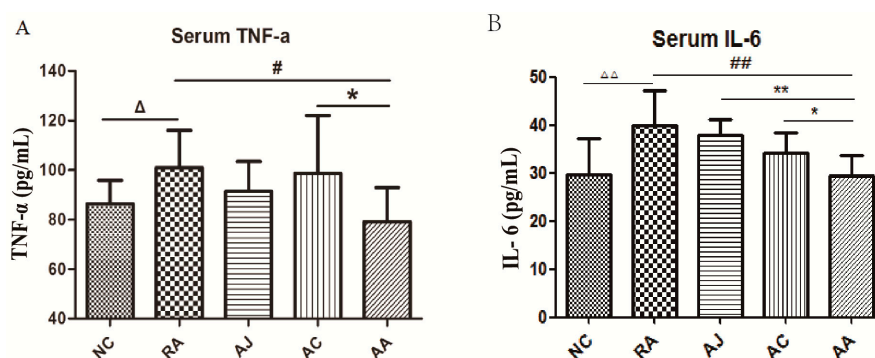 A
Serum TNF-a
TNF-α (pg/mL)
140
120
100
80
60
40
Δ
#
*
NC
RA
AJ
AC
AA
B
Serum IL-6
IL- 6 (pg/mL)
50
40
30
20
10
0
ΔΔ
##
**
*
NC
RA
AJ
AC
AA